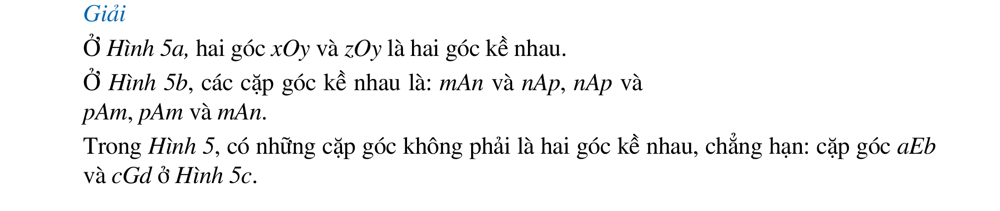 Giải
Ở Hình 5a, hai góc xOy và zOy là hai góc kề nhau.
Ở Hình 5b, các cặp góc kề nhau là: mAn và nAp, nAp và
pAm, pAm và mAn.
Trong Hình 5, có những cặp góc không phải là hai góc kề nhau, chẳng hạn: cặp góc aEb
và cGd ở Hình 5c.